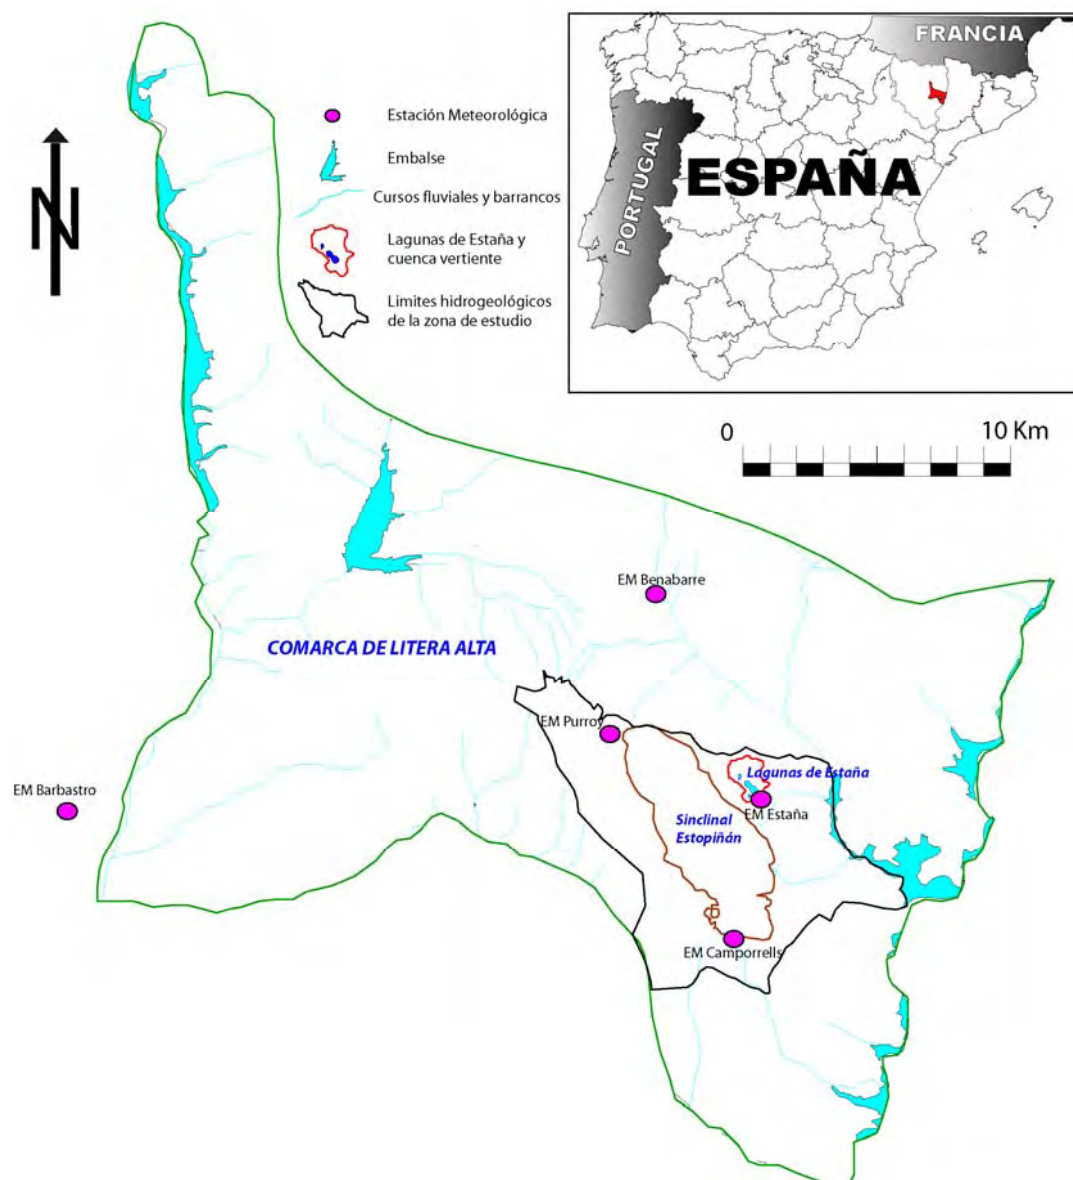 FRANCIA
PORTUGAL
ESPAÑA
N
Estación Meteorológica
Embalse
Cursos fluviales y barrancos
Lagunas de Estaña y
cuenca vertiente
Limites hidrogeológicos
de la zona de estudio
0 10 Km
EM Benabarre
COMARCA DE LITERA ALTA
EM Purroy
Lagunas de Estaña
EM Barbastro
EM Estaña
Sinclinal
Estopiñán
EM Camporrells